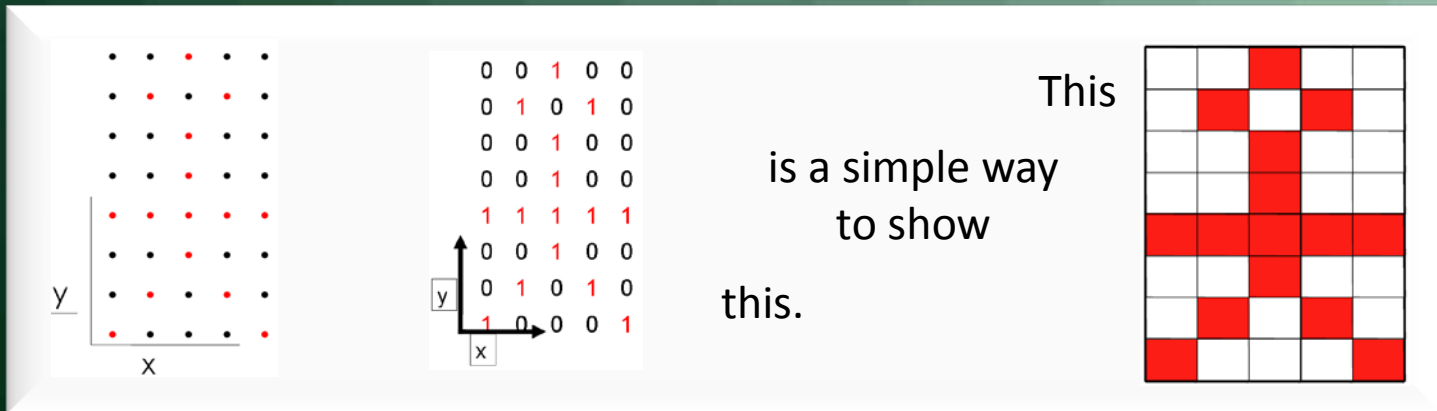 0 0 1 0 0
0 1 0 1 0
0 0 1 0 0
0 0 1 0 0
1 1 1 1 1
0 0 1 0 0
0 1 0 1 0
1 0 0 0 1
y
x
y
x
This
is a simple way
to show
this.